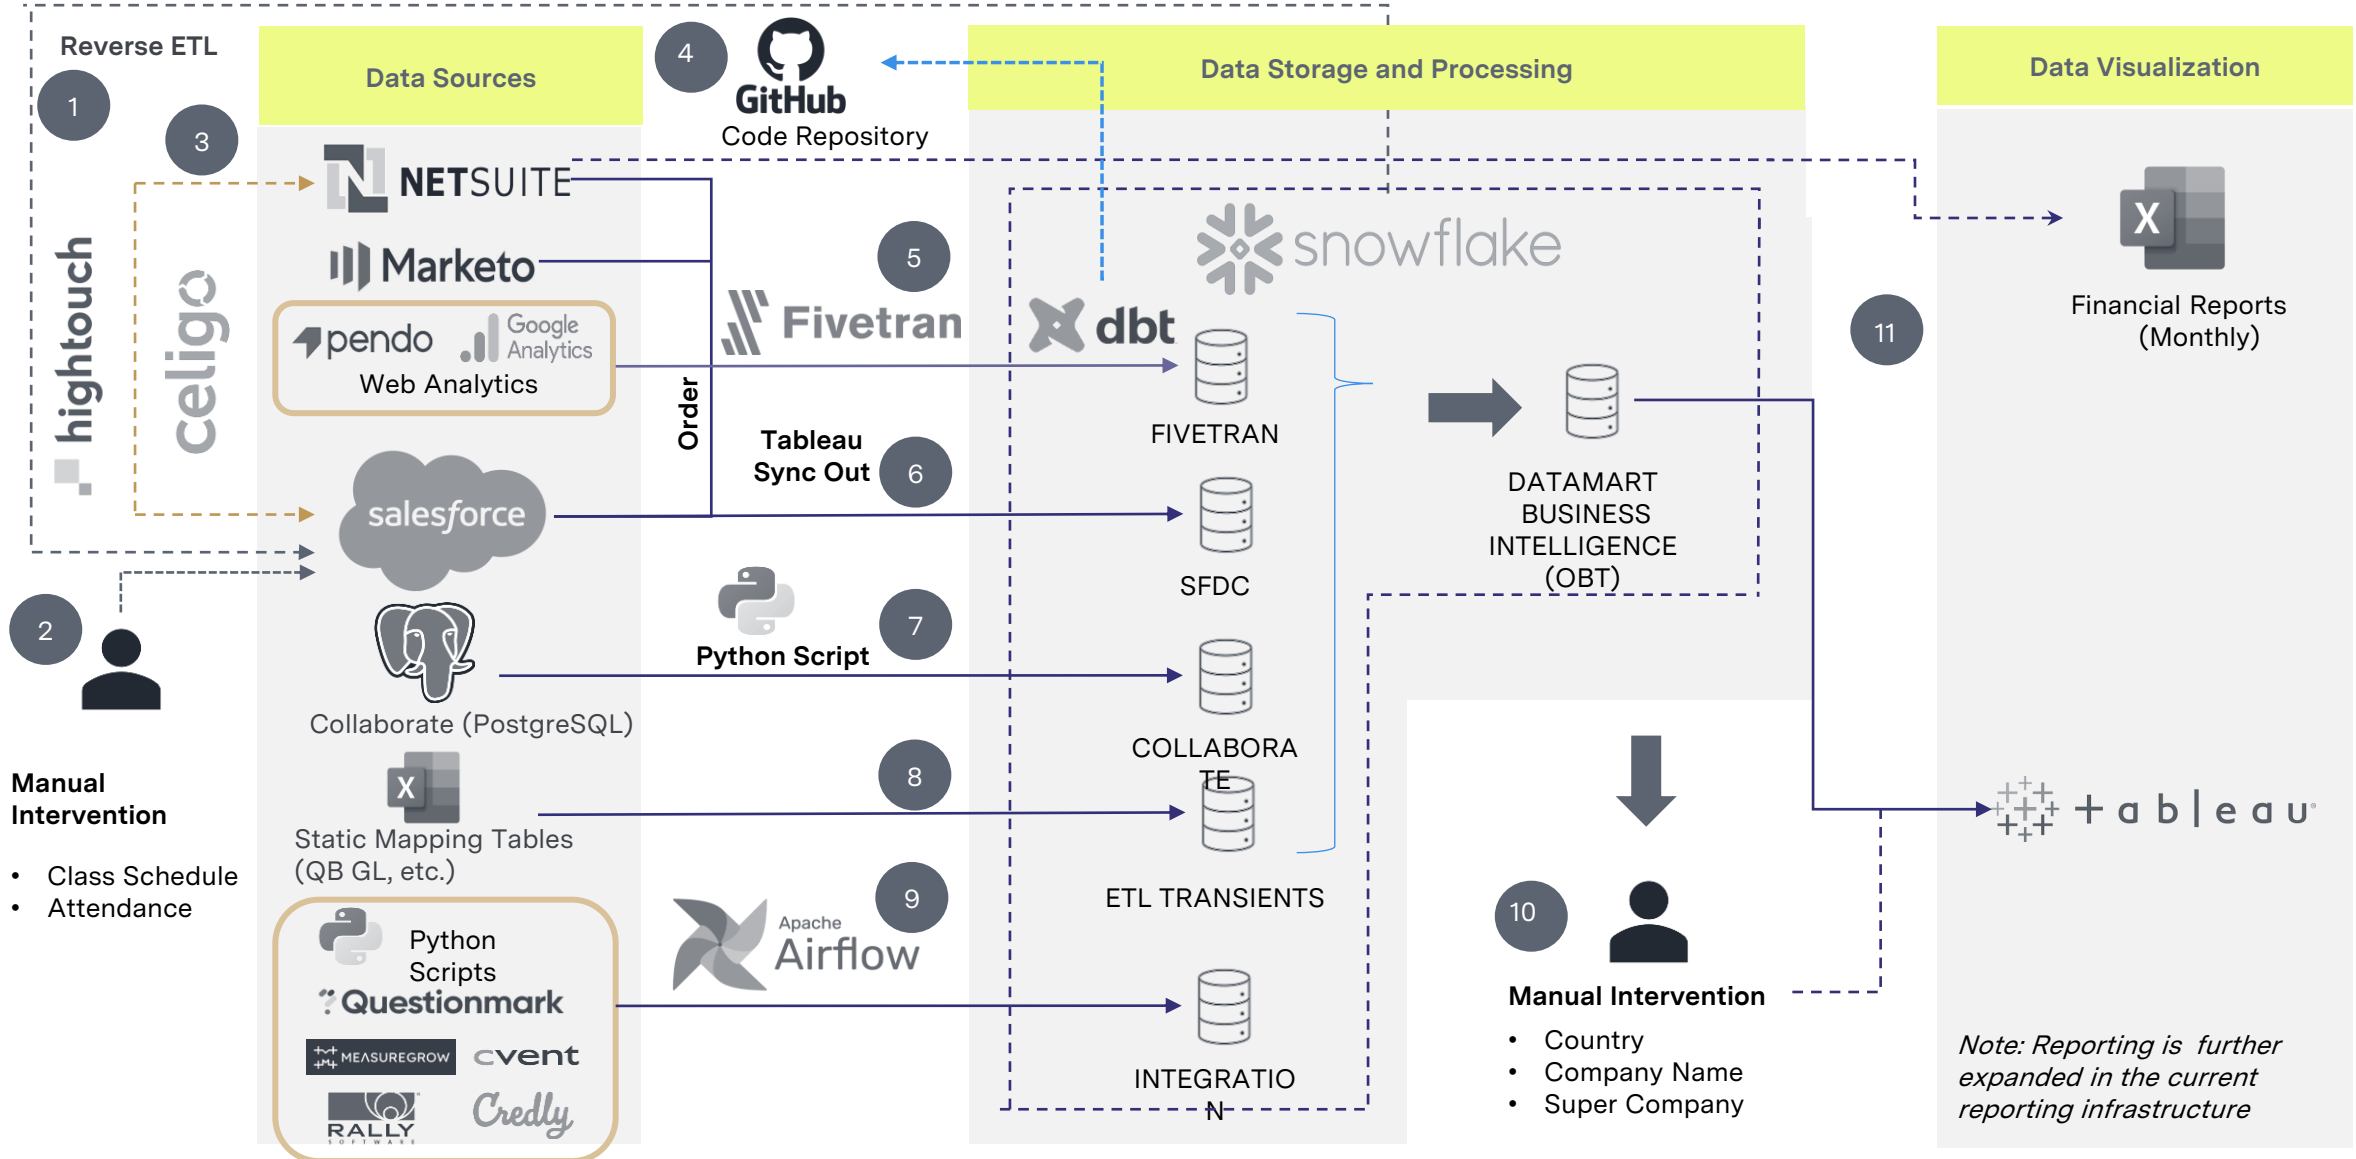 Reverse ETL
1
3
hightouch
celigo
2
Manual
Intervention
• Class Schedule
• Attendance
Data Sources
NETSUITE
Marketo
pendo
Google
Analytics
Web Analytics
salesforce
Collaborate (PostgreSQL)
X
Static Mapping Tables
(QB GL, etc.)
Python
Scripts
Questionmark
MEASUREGROW
cvent
RALLY
SOFTWARE
Credly
4
GitHub
Code Repository
5
Fivetran
Order
Tableau
Sync Out
6
7
Python Script
8
9
Apache
Airflow
Data Storage and Processing
snowflake
dbt
FIVETRAN
SFDC
COLLABORA
TE
ETL TRANSIENTS
INTEGRATIO
N
DATAMART
BUSINESS
INTELLIGENCE
(OBT)
10
Manual Intervention
• Country
• Company Name
• Super Company
11
Data Visualization
X
Financial Reports
(Monthly)
+ableau
Note: Reporting is further
expanded in the current
reporting infrastructure